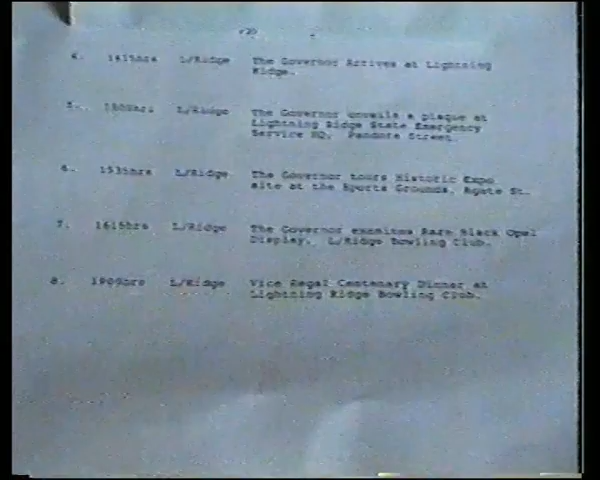 (2)
4. 1415hrs L/Ridge The Governor Arrives at Lightning
Ridge.
5. 1500hrs L/Ridge The Governor unveils a plaque at
Lightning Ridge State Emergency
Service HQ. Pandora Street.
6. 1535hrs L/Ridge The Governor tours Historic Expo
site at the Sports Grounds, Agate St.
7. 1615hrs L/Ridge The Governor examines Rare Black Opal
Display, L/Ridge Bowling Club.
8. 1900hrs L/Ridge Vice Regal Centenary Dinner at
Lightning Ridge Bowling Club.